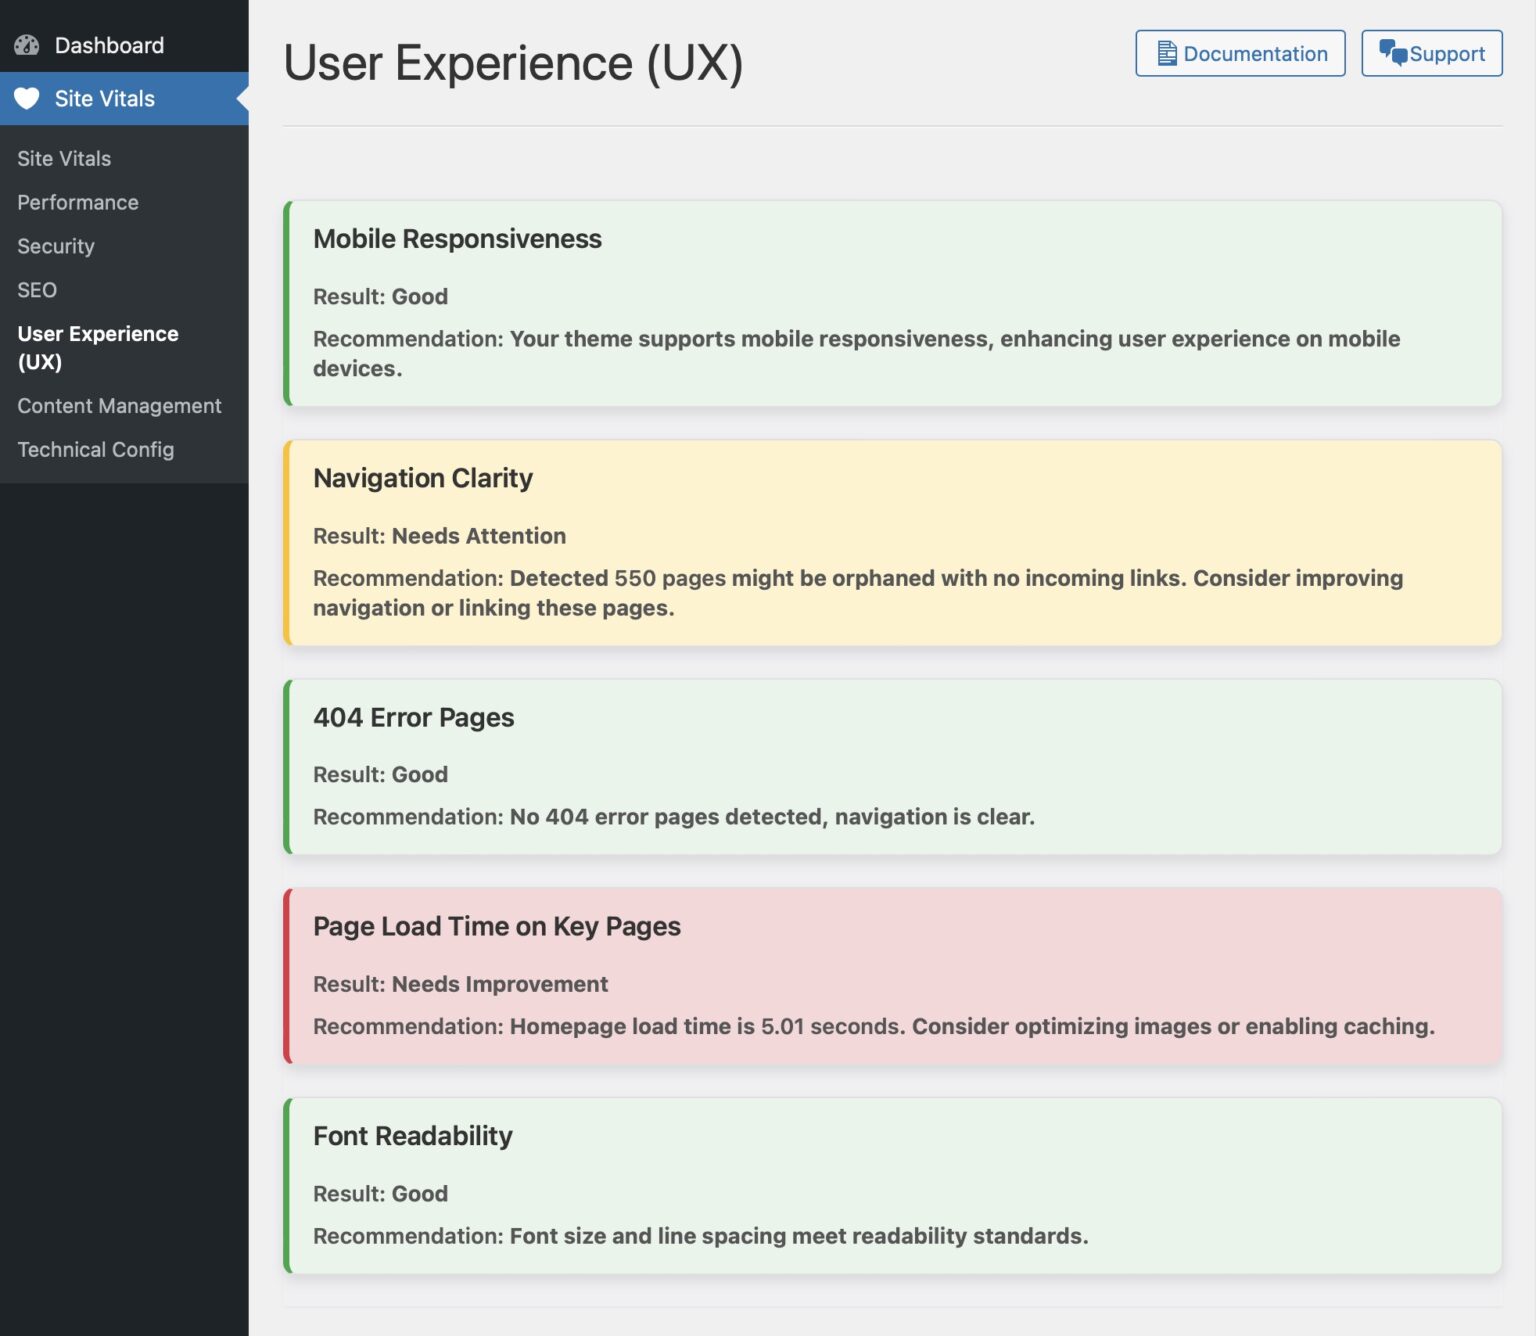 Dashboard
Site Vitals
Site Vitals
Performance
Security
SEO
User Experience
(UX)
Content Management
Technical Config
User Experience (UX)
Documentation
Support
Mobile Responsiveness
Result: Good
Recommendation: Your theme supports mobile responsiveness, enhancing user experience on mobile
devices.
Navigation Clarity
Result: Needs Attention
Recommendation: Detected 550 pages might be orphaned with no incoming links. Consider improving
navigation or linking these pages.
404 Error Pages
Result: Good
Recommendation: No 404 error pages detected, navigation is clear.
Page Load Time on Key Pages
Result: Needs Improvement
Recommendation: Homepage load time is 5.01 seconds. Consider optimizing images or enabling caching.
Font Readability
Result: Good
Recommendation: Font size and line spacing meet readability standards.